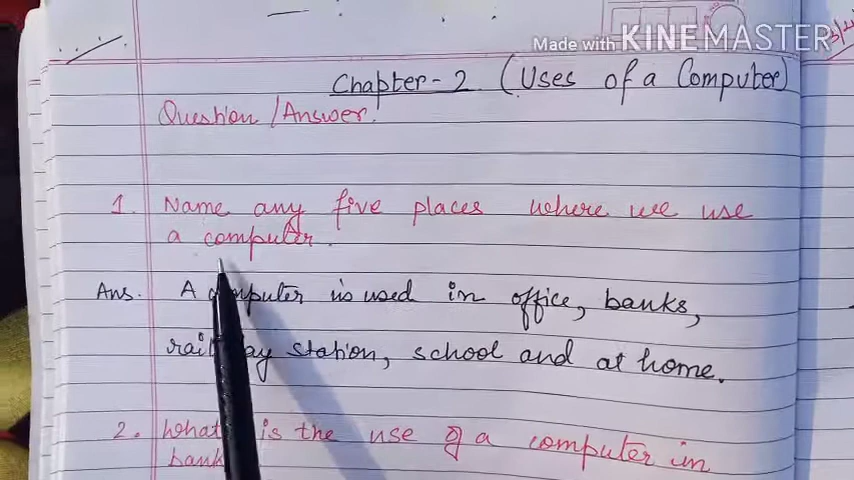 Made with KINEMASTER
Chapter-2 (Uses of a Computer)
Question/Answer.
1. Name any five places where we use
a computer.
Ans. A computer is used in office, banks,
railway station, school and at home.
2. What is the use of a computer in
bank